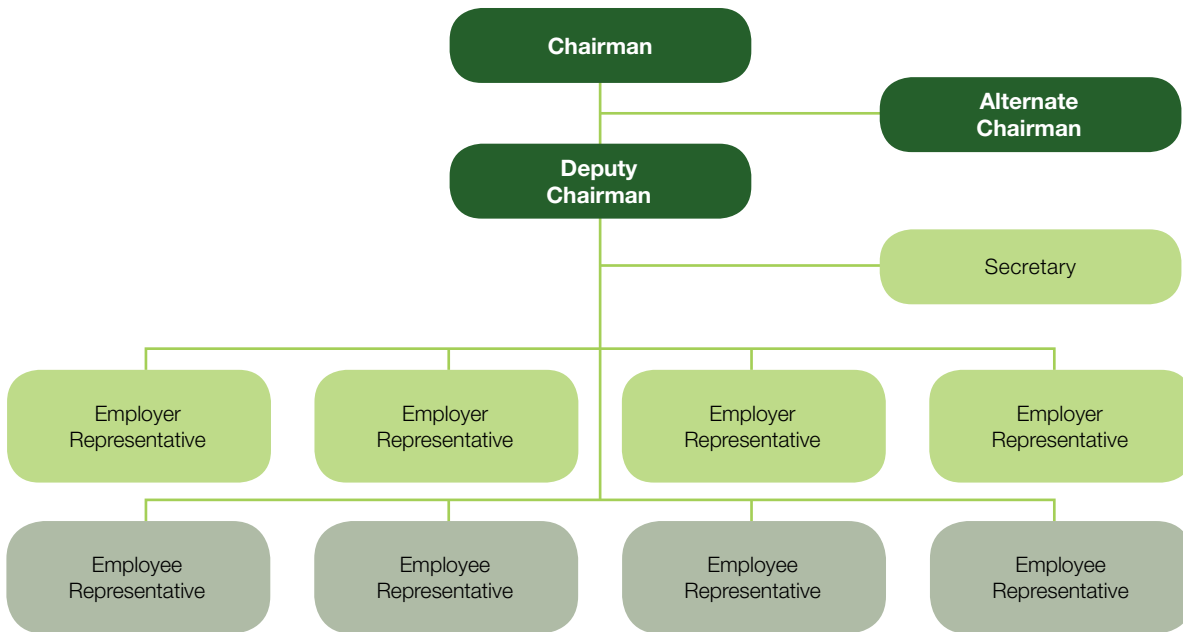 Chairman
Alternate
Chairman
Deputy
Chairman
Secretary
Employer
Representative
Employer
Representative
Employer
Representative
Employer
Representative
Employee
Representative
Employee
Representative
Employee
Representative
Employee
Representative